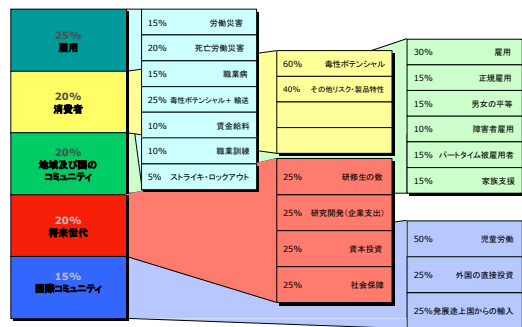 25%
雇用
20%
消費者
20%
地域及び国の
コミュニティ
20%
将来世代
15%
国際コミュニティ
15% 労働災害
20% 死亡労働災害
15% 職業病
25% 毒性ポテンシャル+ 輸送
10% 賃金給料
10% 職業訓練
5% ストライキ・ロックアウト
60% 毒性ポテンシャル
40% その他リスク・製品特性
25% 研修生の数
25% 研究開発(企業支出)
25% 資本投資
25% 社会保障
30% 雇用
15% 正規雇用
15% 男女の平等
10% 障害者雇用
15% パートタイム被雇用者
15% 家族支援
50% 児童労働
25% 外国の直接投資
25%発展途上国からの輸入